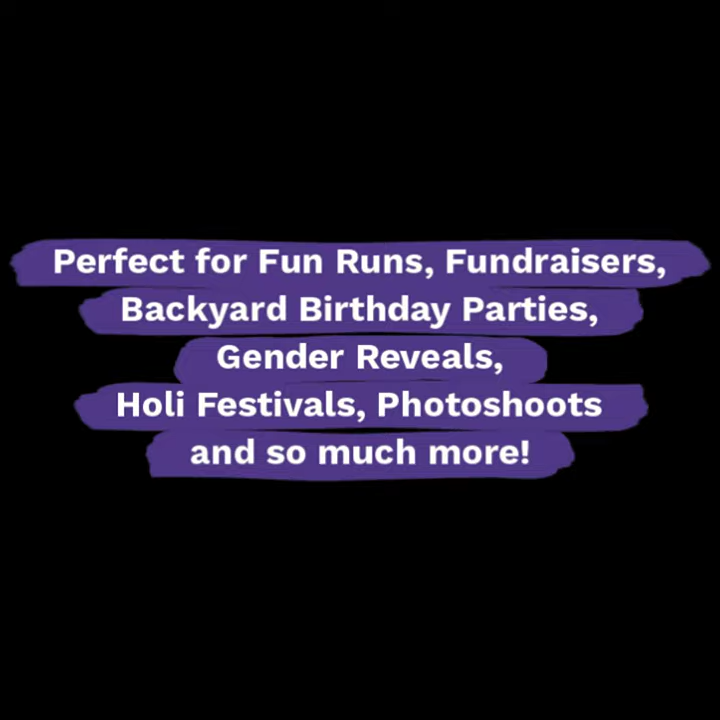 Perfect for Fun Runs, Fundraisers,
Backyard Birthday Parties,
Gender Reveals,
Holi Festivals, Photoshoots
and so much more!